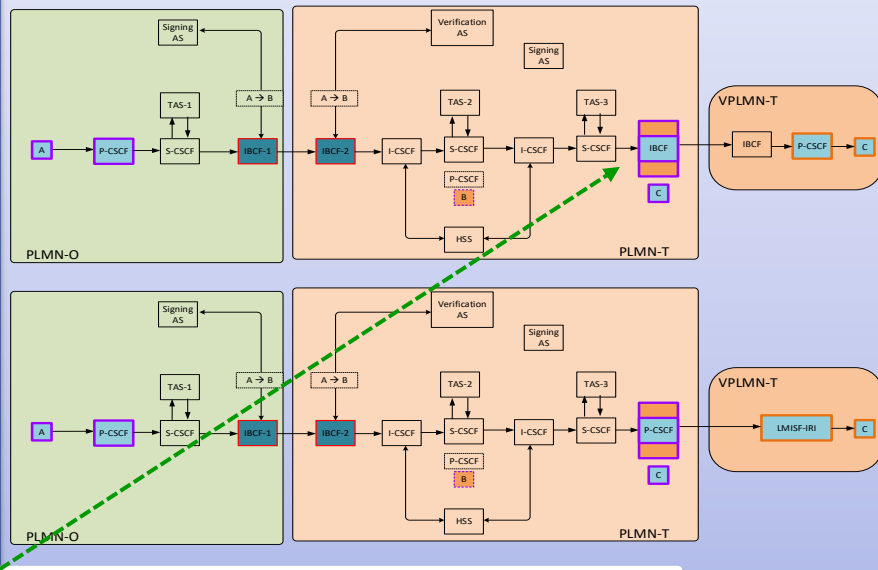 Signing
AS
A → B
TAS-1
A
P-CSCF
S-CSCF
IBCF-1
PLMN-O
Verification
AS
Signing
AS
A → B
TAS-2
TAS-3
IBCF-2
I-CSCF
S-CSCF
I-CSCF
S-CSCF
IBCF
P-CSCF
B
C
HSS
PLMN-T
VPLMN-T
IBCF
P-CSCF
C
Signing
AS
A → B
TAS-1
A
P-CSCF
S-CSCF
IBCF-1
PLMN-O
Verification
AS
Signing
AS
A → B
TAS-2
TAS-3
IBCF-2
I-CSCF
S-CSCF
I-CSCF
S-CSCF
P-CSCF
P-CSCF
B
C
HSS
PLMN-T
VPLMN-T
LMISF-IRI
C